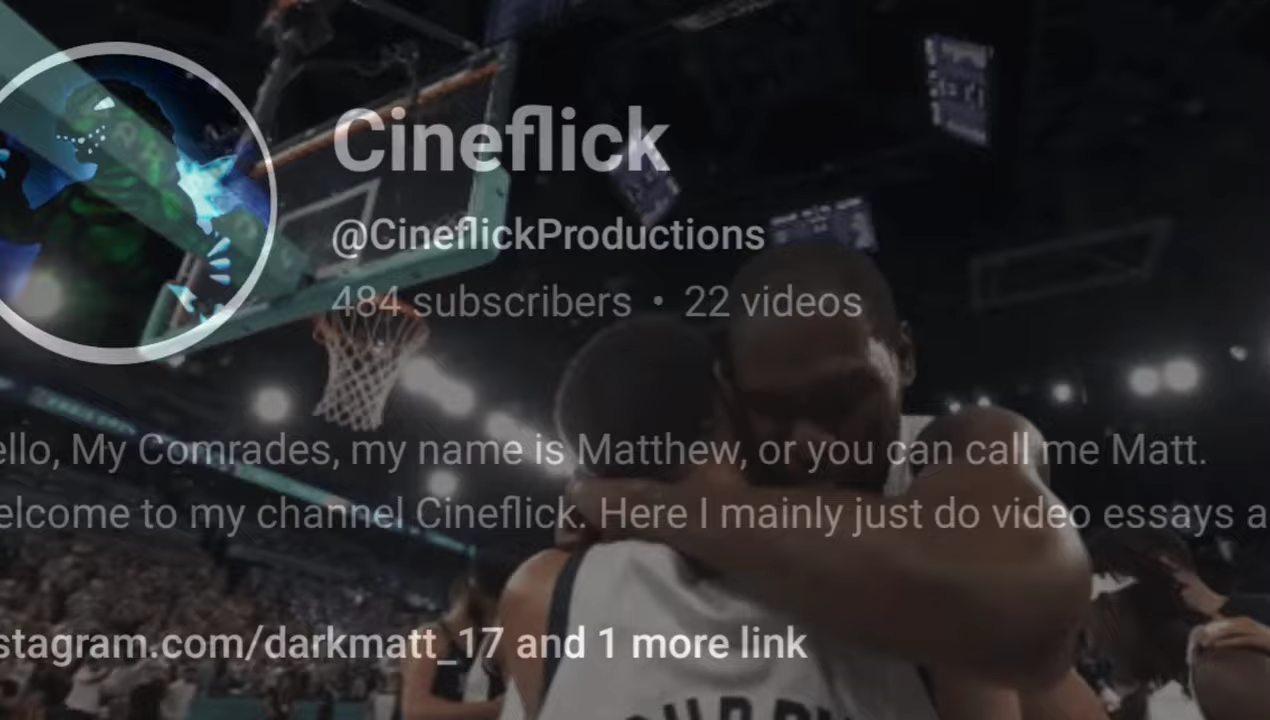 Cineflick
@CineflickProductions
484 subscribers • 22 videos
ello, My Comrades, my name is Matthew, or you can call me Matt.
elcome to my channel Cineflick. Here I mainly just do video essays a
stagram.com/darkmatt_17 and 1 more link